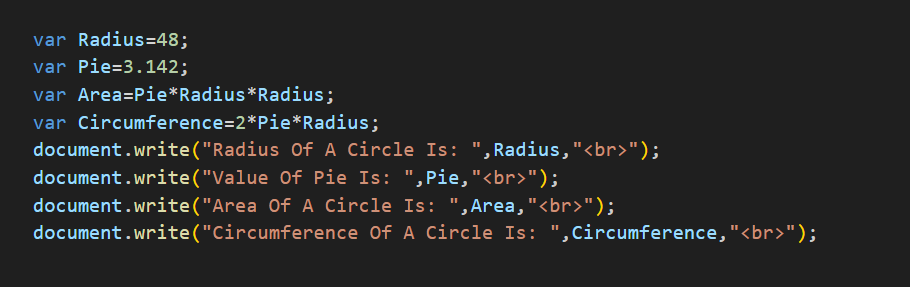 var Radius=48;
var Pie=3.142;
var Area=Pie*Radius*Radius;
var Circumference=2*Pie*Radius;
document.write("Radius Of A Circle Is: ",Radius,"<br>");
document.write("Value Of Pie Is: ",Pie,"<br>");
document.write("Area Of A Circle Is: ",Area,"<br>");
document.write("Circumference Of A Circle Is: ",Circumference,"<br>");